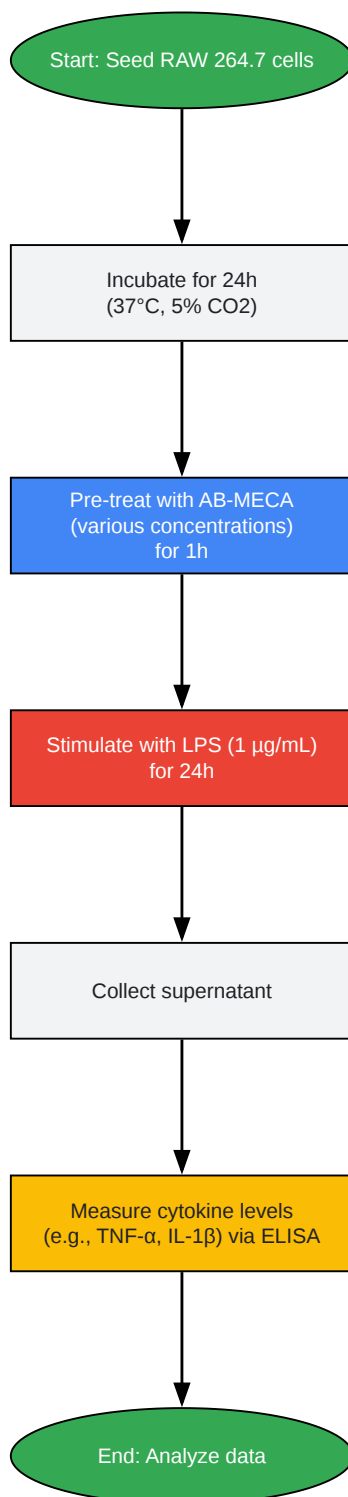 Start: Seed RAW 264.7 cells
Incubate for 24h
(37°C, 5% CO2)
Pre-treat with AB-MECA
(various concentrations)
for 1h
Stimulate with LPS (1 µg/mL)
for 24h
Collect supernatant
Measure cytokine levels
(e.g., TNF-α, IL-1β) via ELISA
End: Analyze data